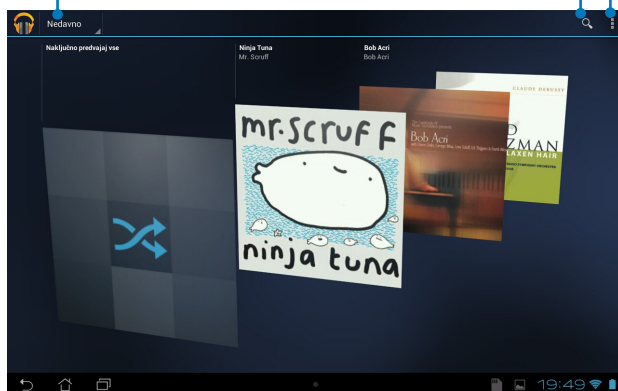 Nedavno
Naključno predvajaj vse
Ninja Tuna
Mr. Scruff
Bob Acri
Bob Acri
mr.scruff
ninja tuna
Bob Acri
CLAUDE DEBUSSY
ZMAN
LAXEN HAIR
19:49